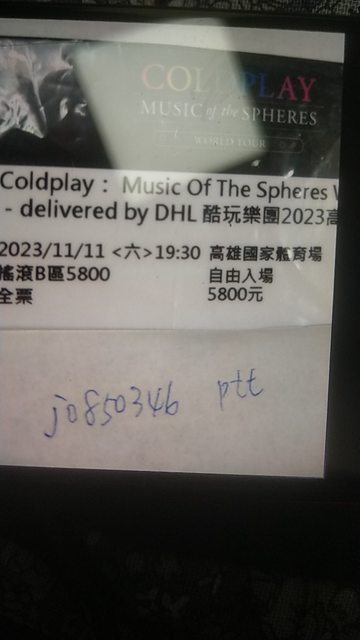 COLDPLAY
MUSIC of the SPHERES
WORLD TOUR
Coldplay : Music Of The Spheres W
- delivered by DHL 酷玩樂團2023高
2023/11/11 <六>19:30 高雄國家體育場
搖滾B區5800 自由入場
全票 5800元
j0850346 ptt